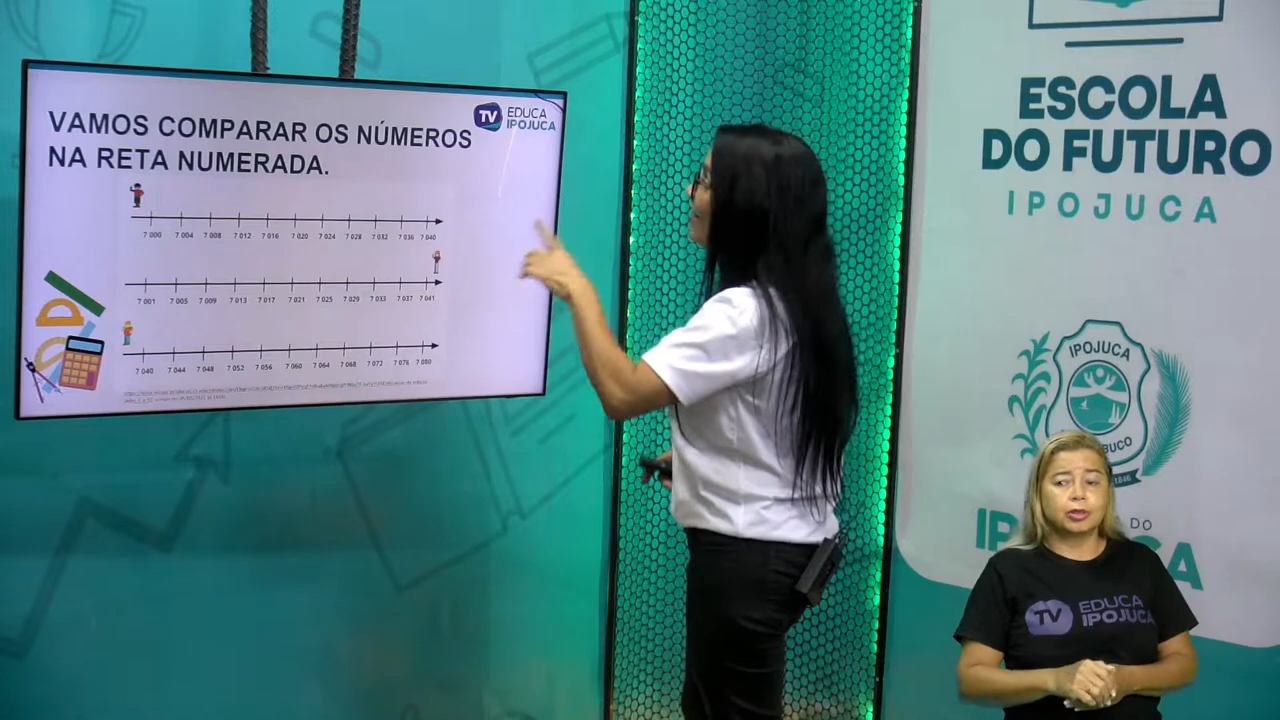 VAMOS COMPARAR OS NÚMEROS
NA RETA NUMERADA.
TV EDUCA
IPOJUCA
7 000 7 004 7 008 7 012 7 016 7 020 7 024 7 028 7 032 7 036 7 040
7 001 7 005 7 009 7 013 7 017 7 021 7 025 7 029 7 033 7 037 7 041
7 040 7 044 7 048 7 052 7 056 7 060 7 064 7 068 7 072 7 076 7 080
ESCOLA
DO FUTURO
IPOJUCA
IPOJUCA
1846
DO
TV EDUCA
IPOJUCA